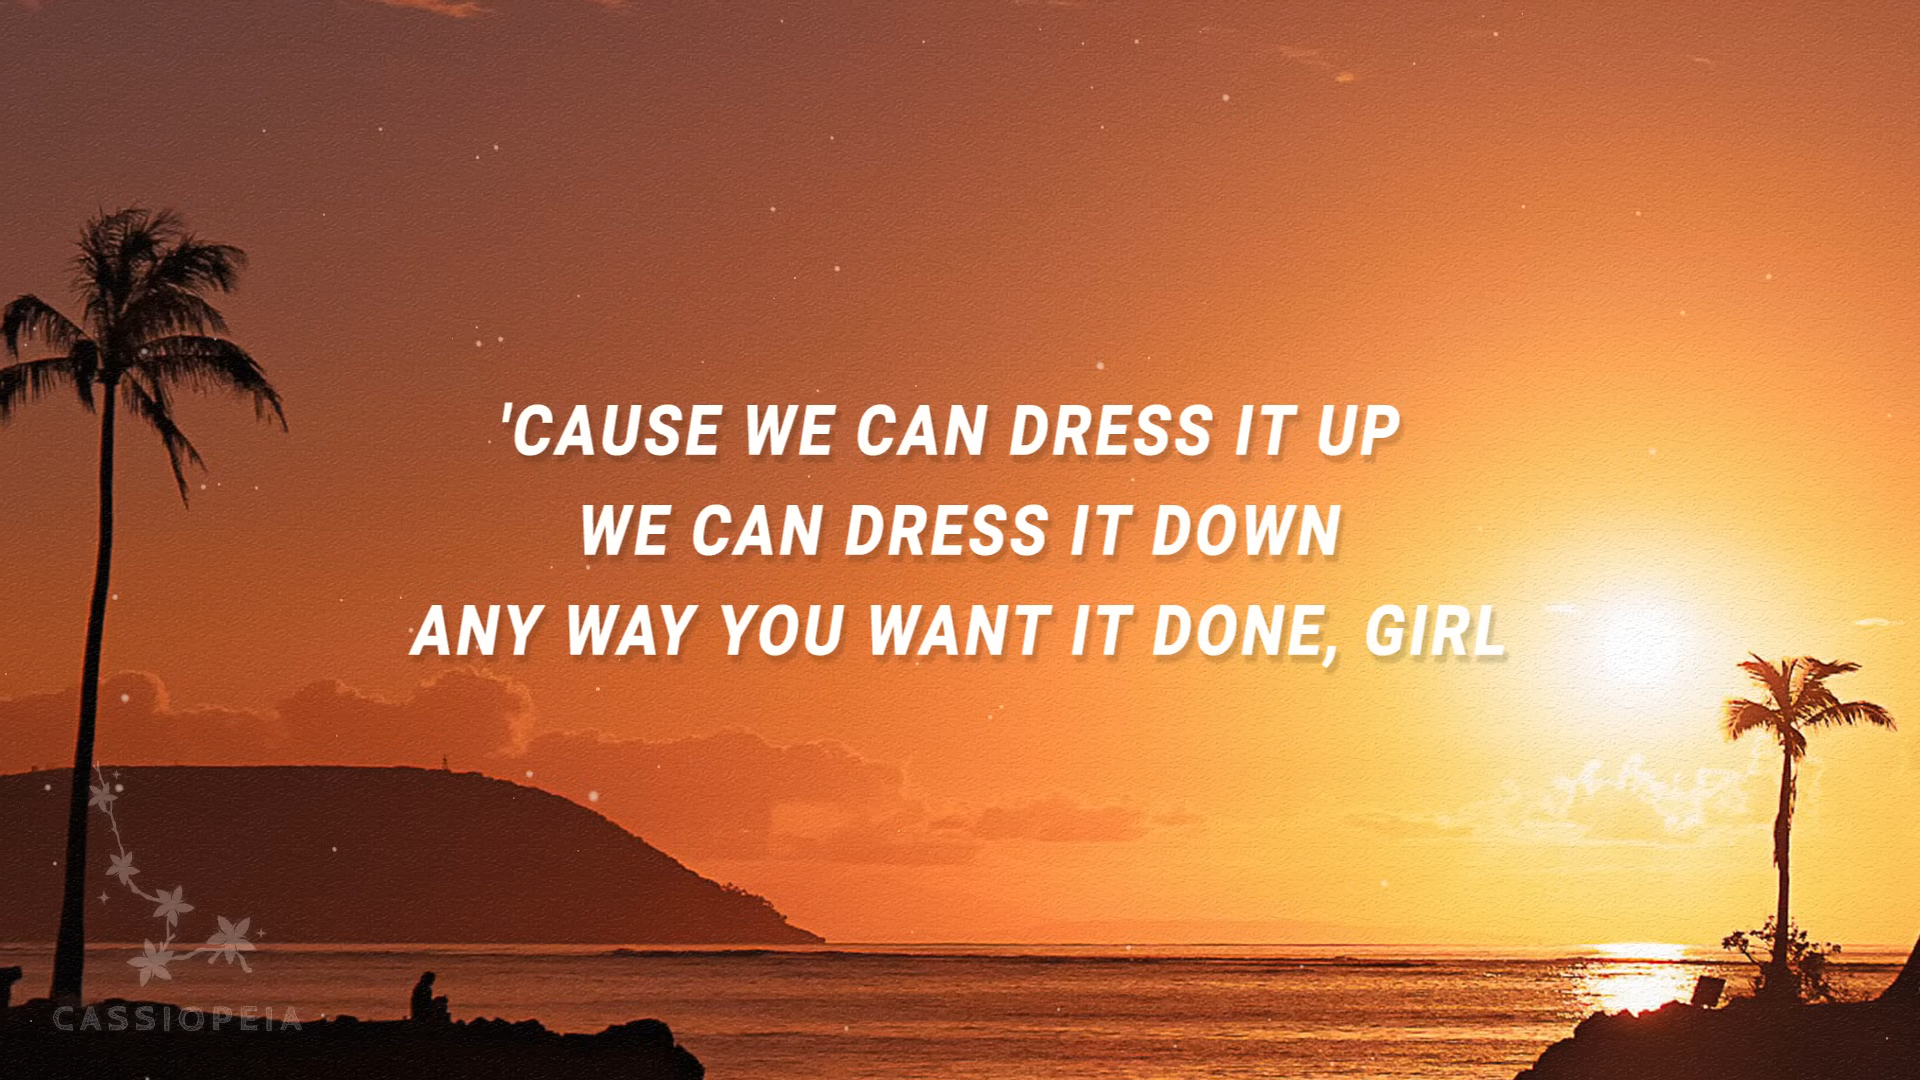 'CAUSE WE CAN DRESS IT UP
WE CAN DRESS IT DOWN
ANY WAY YOU WANT IT DONE, GIRL
CASSIOPEIA